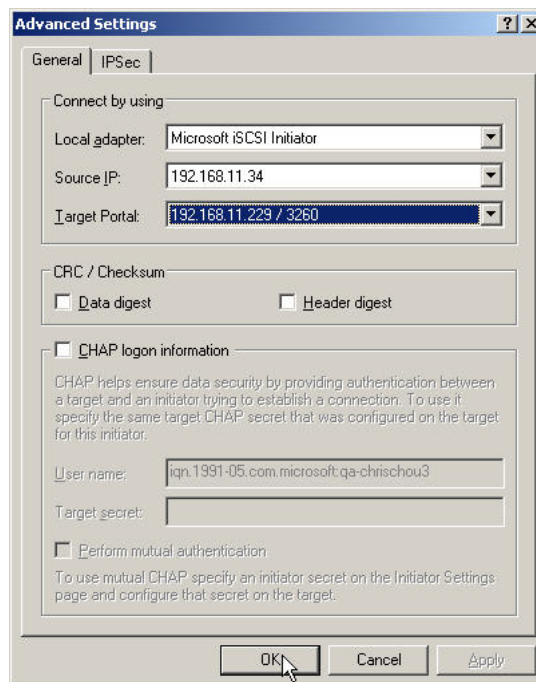 Advanced Settings
General
IPSec
Connect by using
Local adapter:
Microsoft iSCSI Initiator
Source IP:
192.168.11.34
Target Portal:
192.168.11.229 / 3260
CRC / Checksum
Data digest
Header digest
CHAP logon information
CHAP helps ensure data security by providing authentication between
a target and an initiator trying to establish a connection. To use it
specify the same target CHAP secret that was configured on the target
for this initiator.
User name:
iqn.1991-05.com.microsoft:qa-chrischou3
Target secret:
Perform mutual authentication
To use mutual CHAP specify an initiator secret on the Initiator Settings
page and configure that secret on the target.
OK
Cancel
Apply